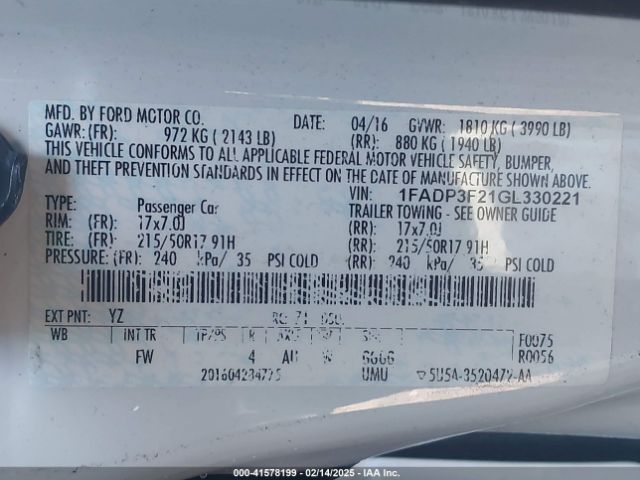 MFD. BY FORD MOTOR CO. DATE: 04/16 GVWR: 1810 KG ( 3990 LB)
GAWR: (FR): 972 KG ( 2143 LB) (RR): 880 KG ( 1940 LB)
THIS VEHICLE CONFORMS TO ALL APPLICABLE FEDERAL MOTOR VEHICLE SAFETY, BUMPER,
AND THEFT PREVENTION STANDARDS IN EFFECT ON THE DATE OF MANUFACTURE SHOWN ABOVE.
VIN: 1FADP3F21GL330221
TYPE: Passenger Car TRAILER TOWING - SEE OWNER GUIDE
RIM: (FR): 17x7.0J (RR): 17x7.0J
TIRE: (FR): 215/50R17 91H (RR): 215/50R17 91H
PRESSURE: (FR): 240 kPa/ 35 PSI COLD (RR): 240 kPa/ 35 PSI COLD
EXT PNT: YZ
WB INT TR TP/PS R F0075
FW 4 R0056
UMU
000-41578199 - 02/14/2025 - IAA Inc.